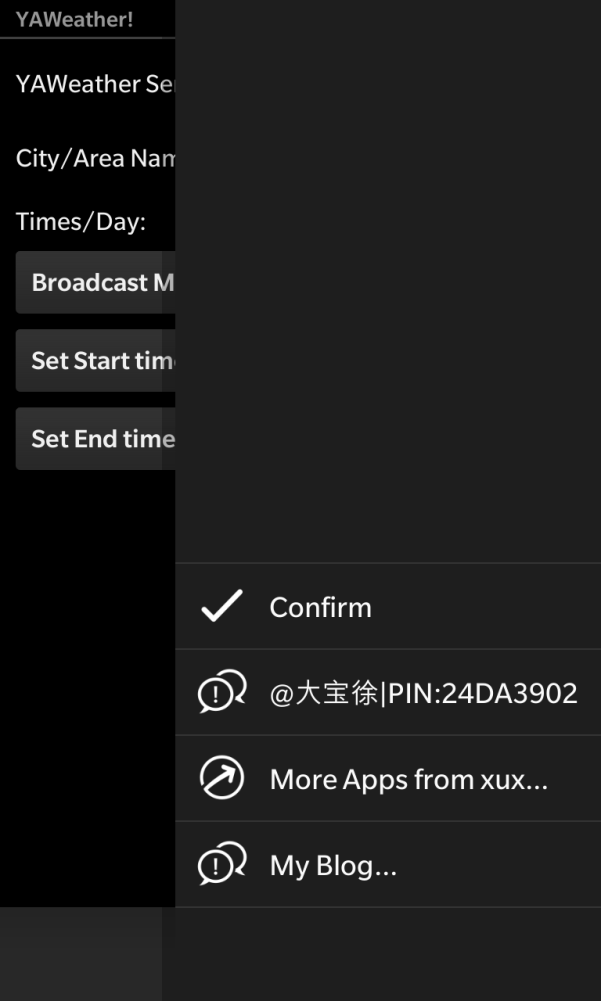 YAWeather!
YAWeather Se
City/Area Nam
Times/Day:
Broadcast M
Set Start time
Set End time
Confirm
@大宝徐|PIN:24DA3902
More Apps from xux...
My Blog...